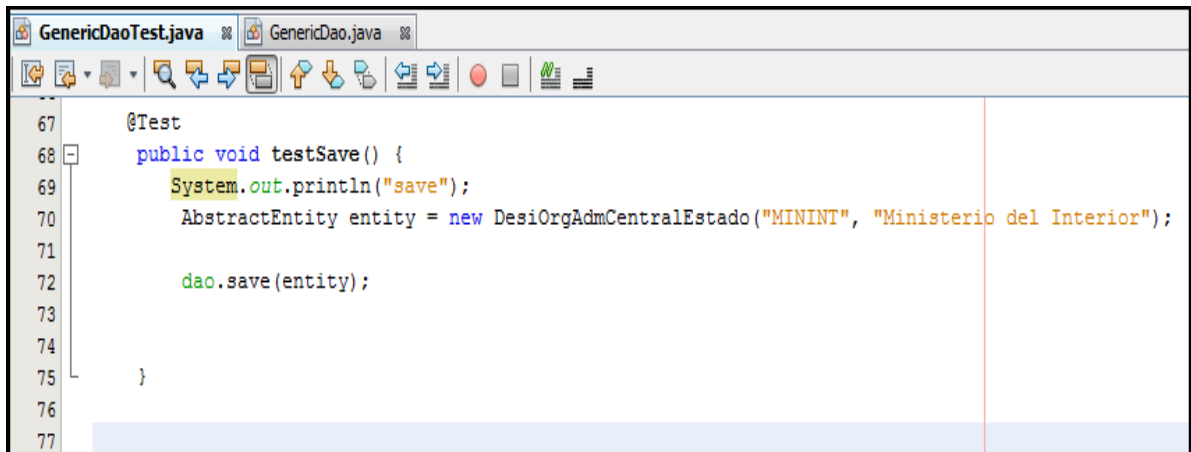 GenericDaoTest.java GenericDao.java
67 @Test
68 public void testSave() {
69 System.out.println("save");
70 AbstractEntity entity = new DesiOrgAdmCentralEstado("MININT", "Ministerio del Interior");
71
72 dao.save(entity);
73
74
75 }
76
77